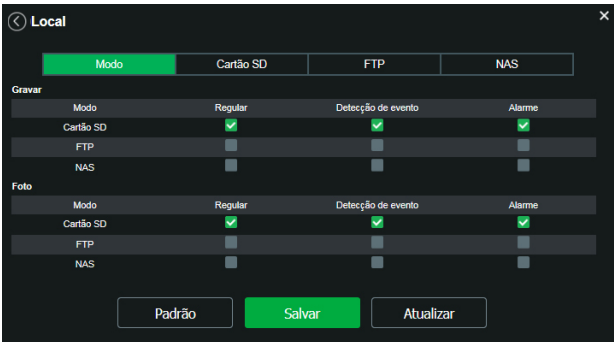 Local
Modo Cartão SD FTP NAS
Gravar
Modo Regular Detecção de evento Alarme
Cartão SD
FTP
NAS
Foto
Modo Regular Detecção de evento Alarme
Cartão SD
FTP
NAS
Padrão Salvar Atualizar